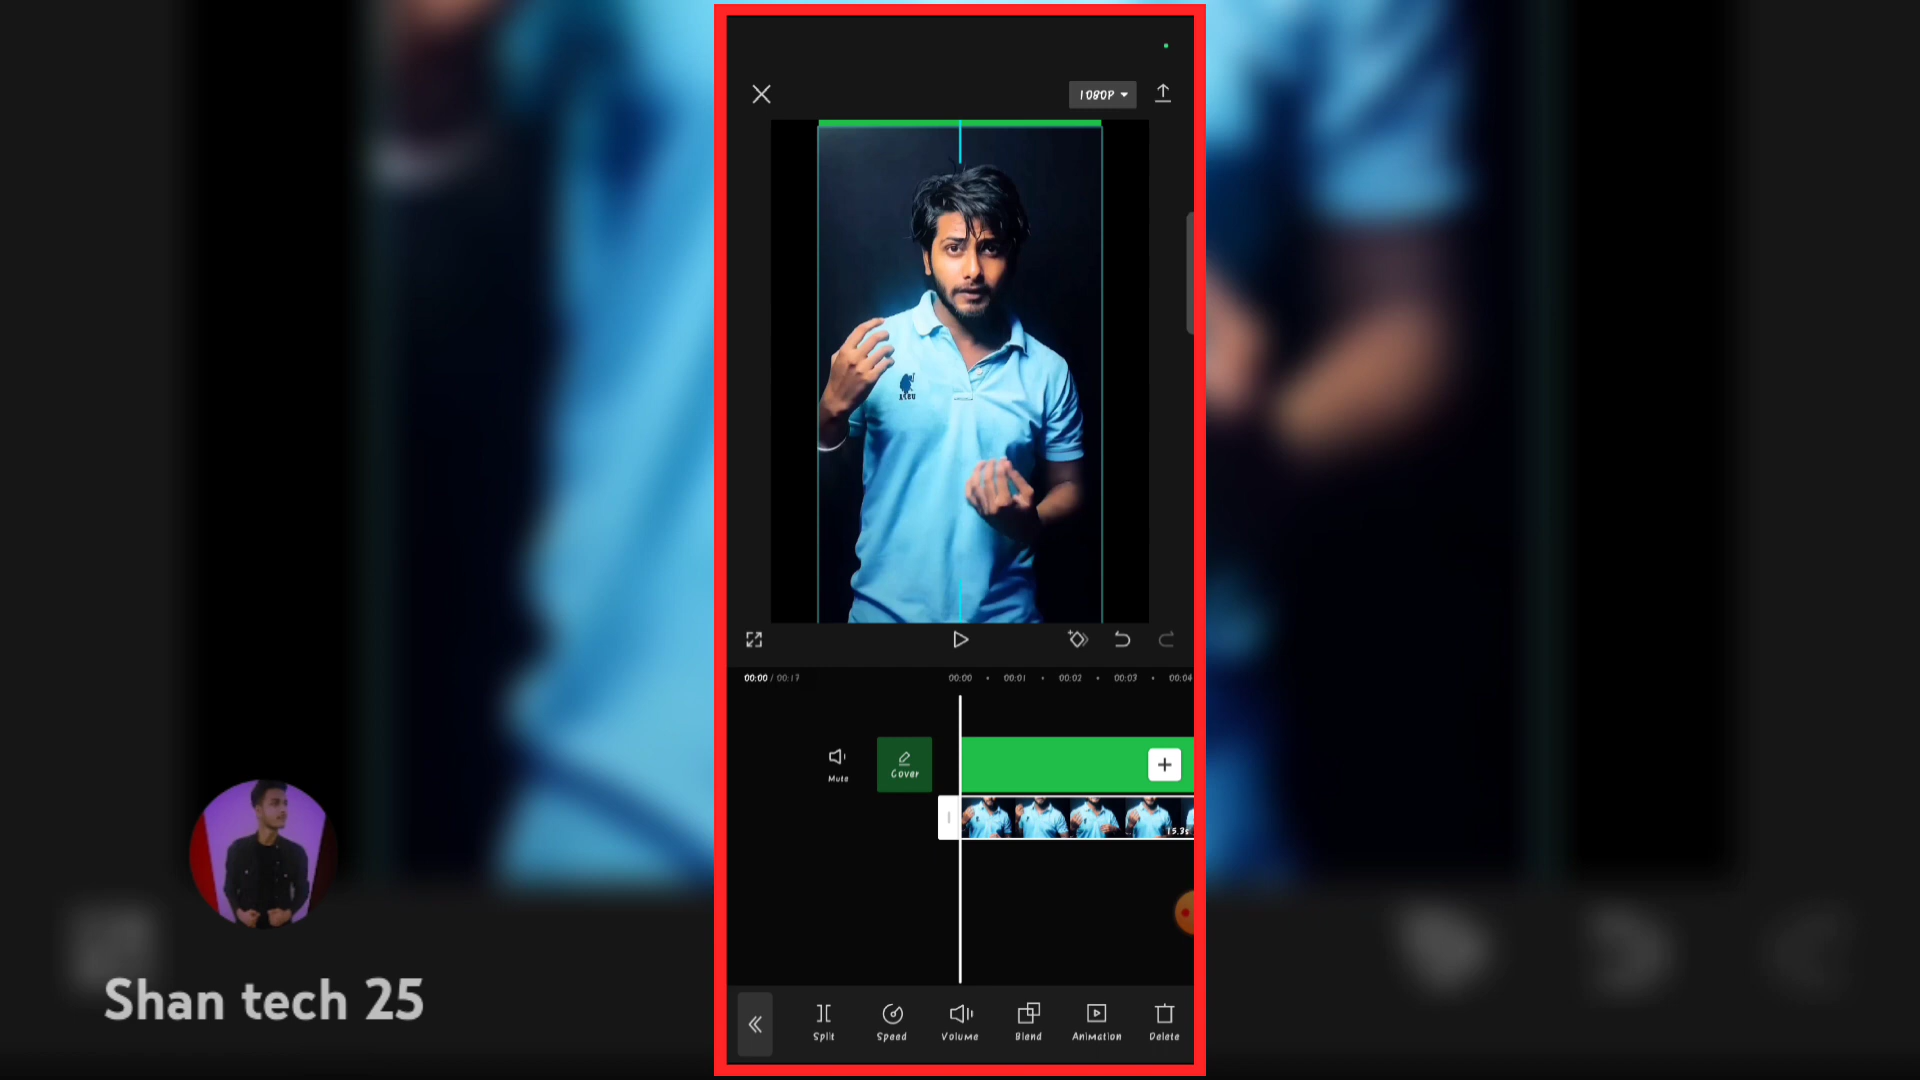 1080P
00:00 / 00:17
00:00 00:01 00:02 00:03 00:04
Mute
Cover
15.3s
Shan tech 25
Split Speed Volume Blend Animation Delete